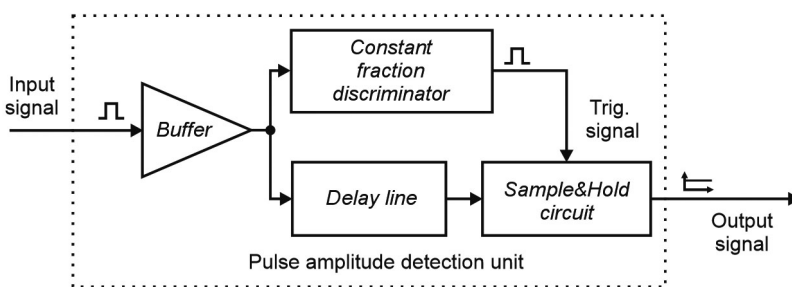 Input
signal
Buffer
Constant
fraction
discriminator
Trig.
signal
Delay line
Sample&Hold
circuit
Output
signal
Pulse amplitude detection unit